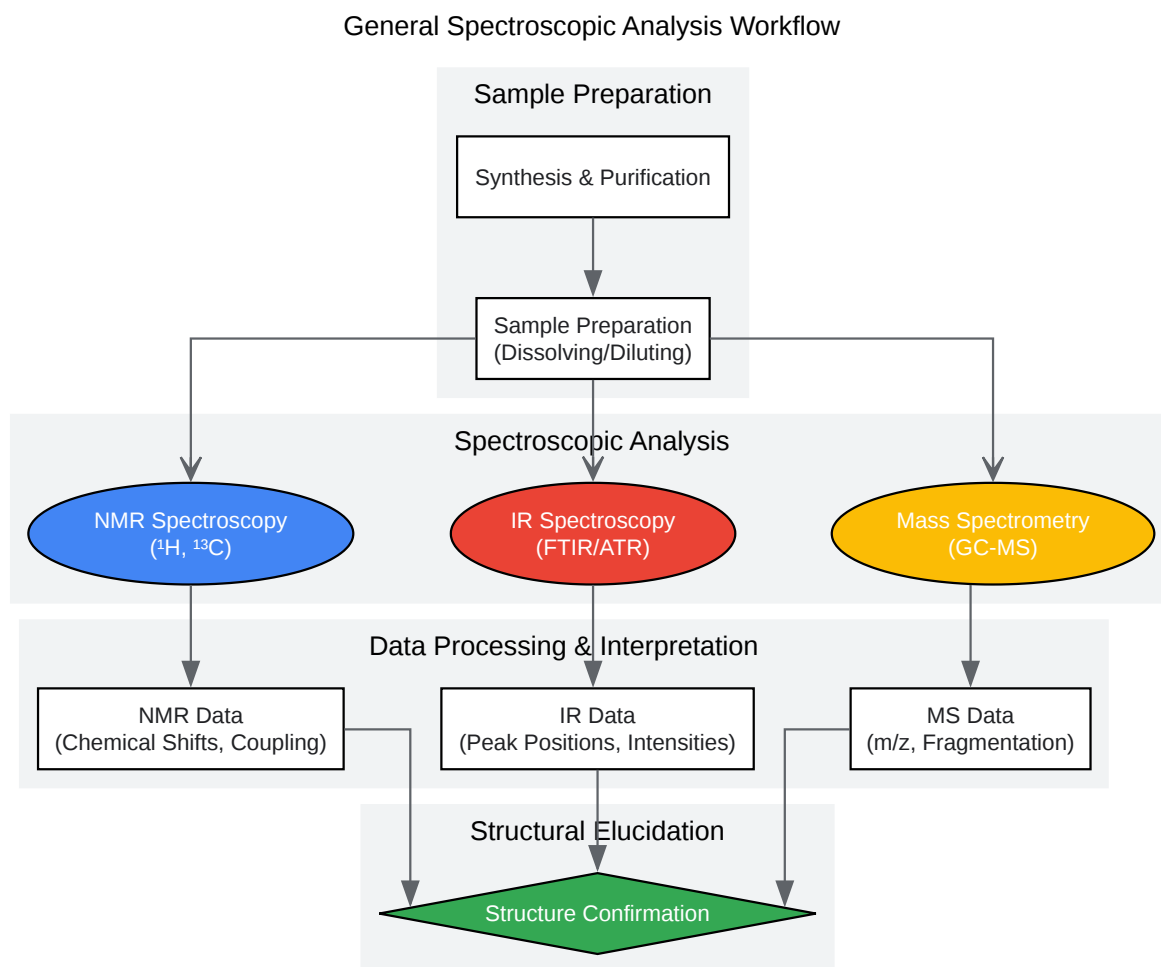 General Spectroscopic Analysis Workflow
Sample Preparation
Synthesis & Purification
Sample Preparation
(Dissolving/Diluting)
Spectroscopic Analysis
NMR Spectroscopy
(¹H, ¹³C)
IR Spectroscopy
(FTIR/ATR)
Mass Spectrometry
(GC-MS)
Data Processing & Interpretation
NMR Data
(Chemical Shifts, Coupling)
IR Data
(Peak Positions, Intensities)
MS Data
(m/z, Fragmentation)
Structural Elucidation
Structure Confirmation